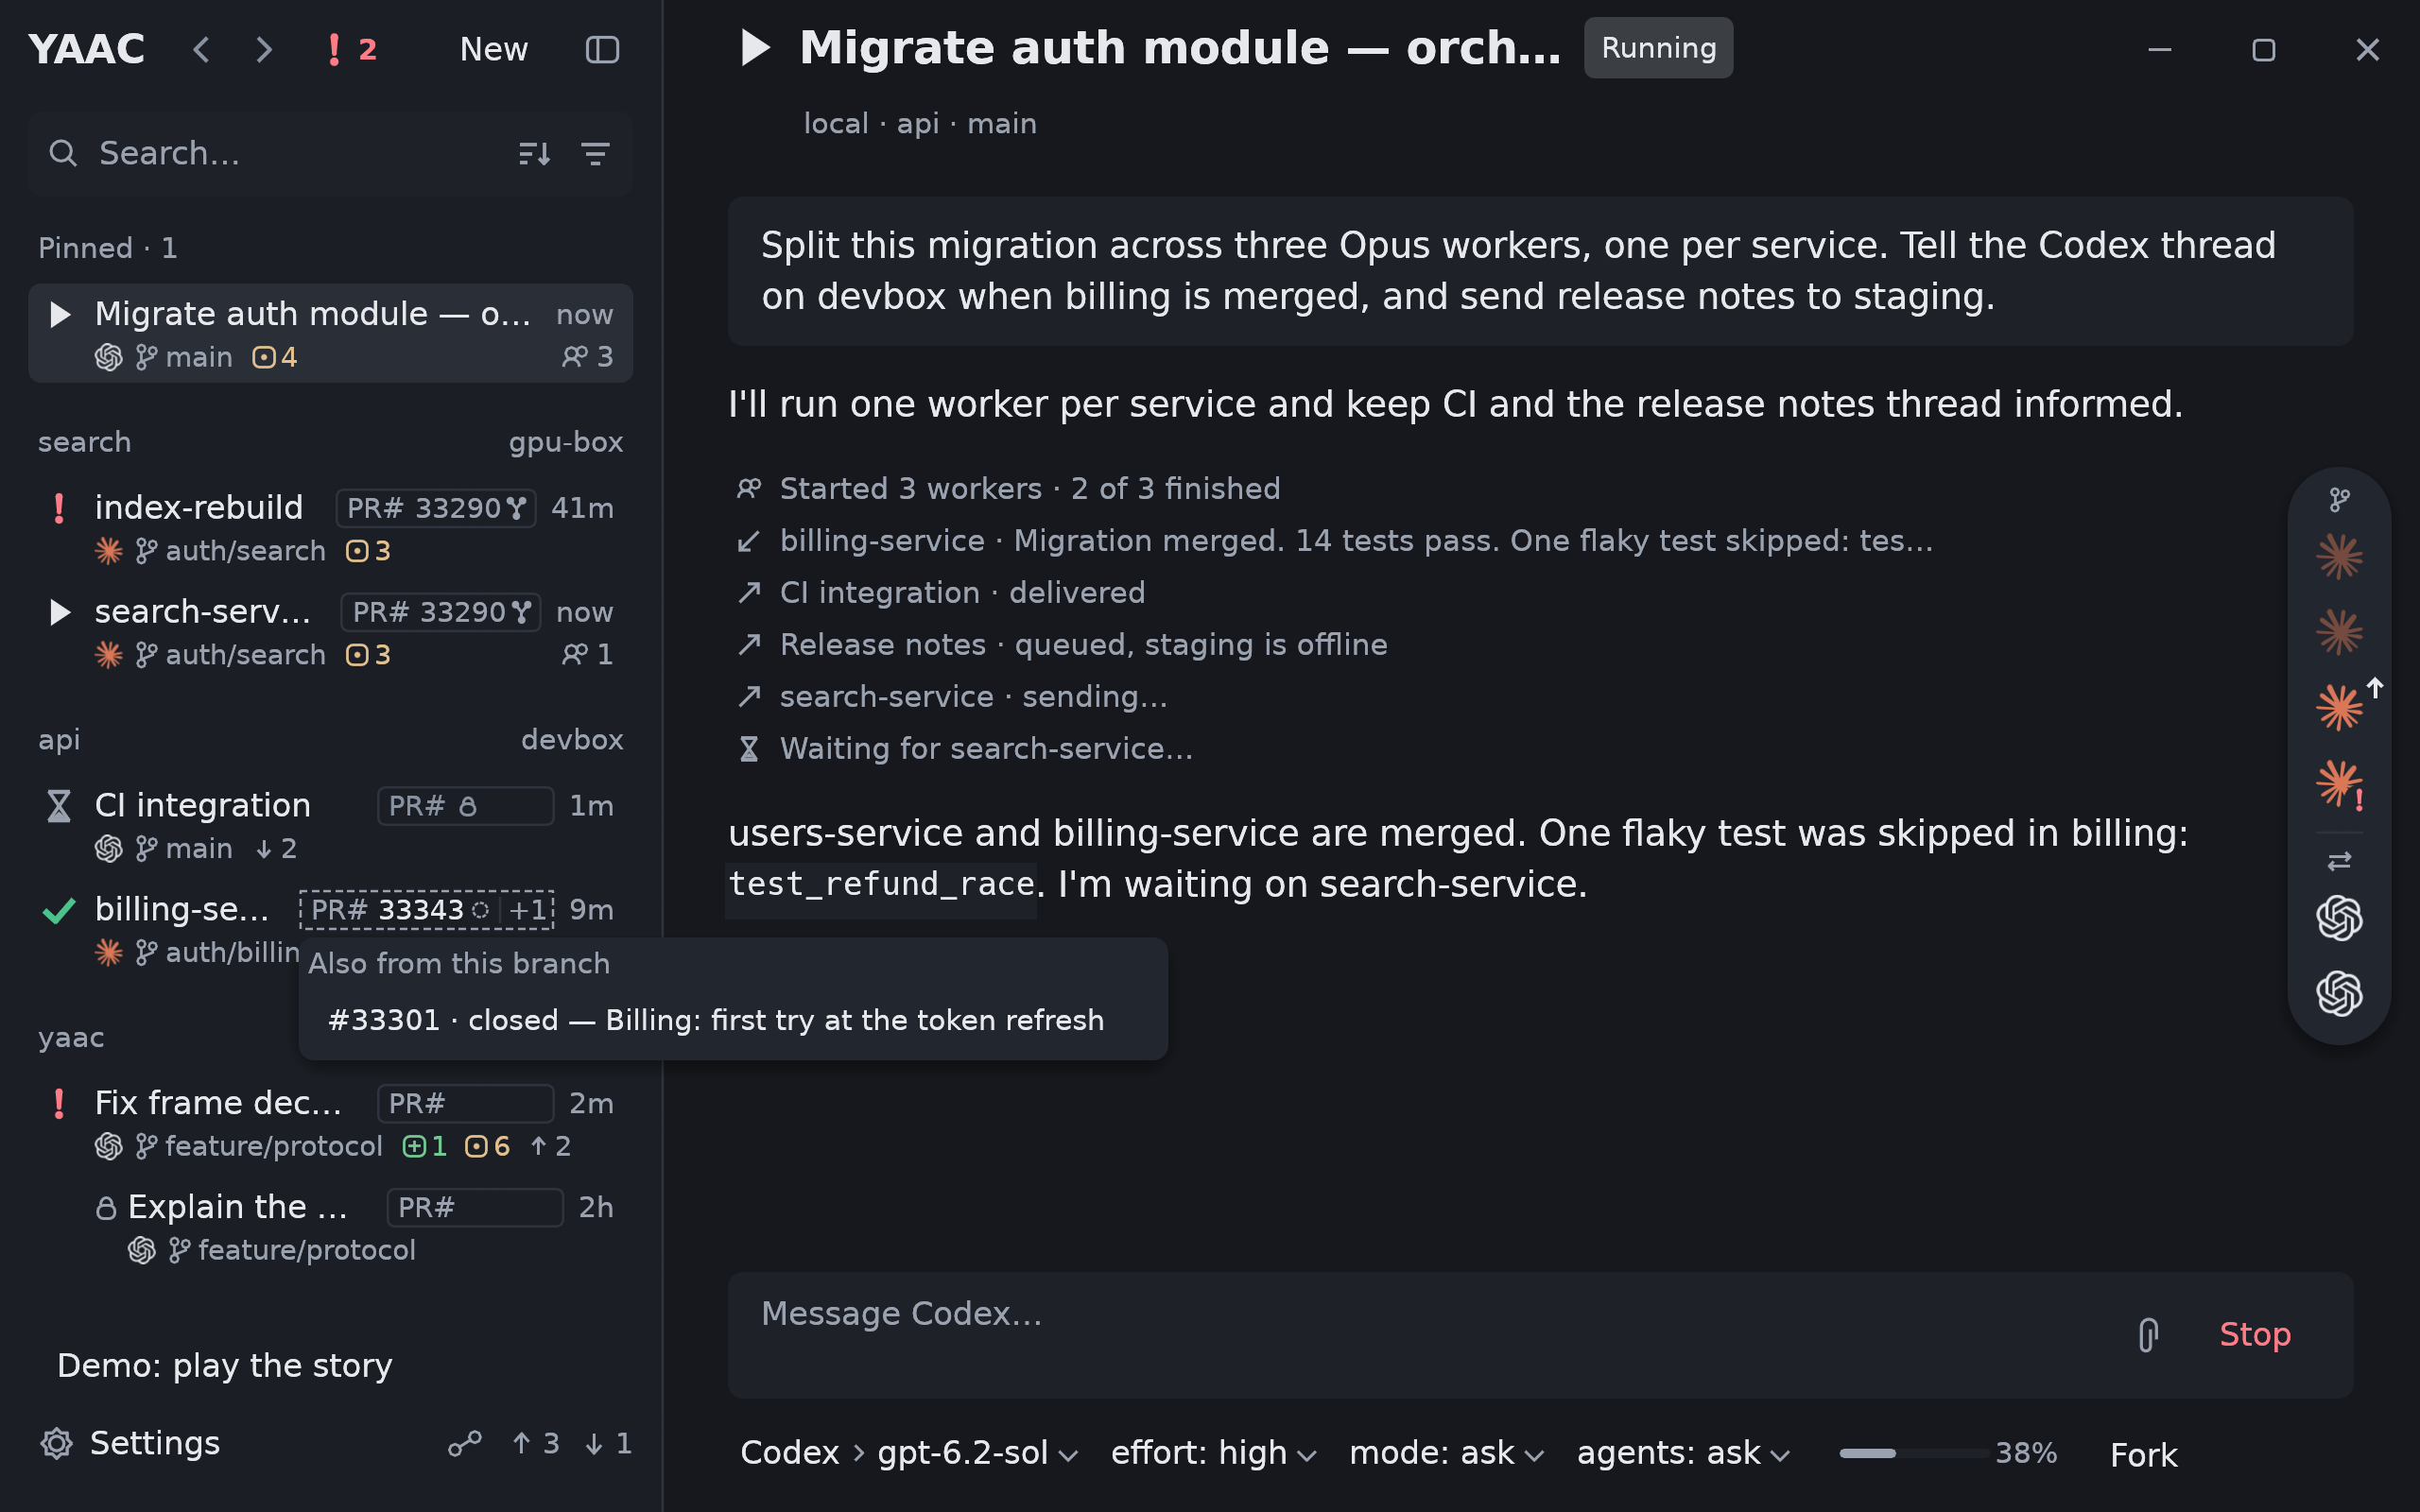 YAAC
2
New
Search...
Pinned · 1
Migrate auth module — o... now
main 4 3
search gpu-box
index-rebuild PR# 33290 41m
auth/search 3
search-serv... PR# 33290 now
auth/search 3 1
api devbox
CI integration PR# 1m
main ↓ 2
billing-se... PR# 33343 +1 9m
auth/billin
Also from this branch
#33301 · closed — Billing: first try at the token refresh
yaac
Fix frame dec... PR# 2m
feature/protocol 1 6 ↑ 2
Explain the ... PR# 2h
feature/protocol
Demo: play the story
Settings ↑ 3 ↓ 1
Migrate auth module — orch... Running
local · api · main
Split this migration across three Opus workers, one per service. Tell the Codex thread
on devbox when billing is merged, and send release notes to staging.
I'll run one worker per service and keep CI and the release notes thread informed.
Started 3 workers · 2 of 3 finished
↙ billing-service · Migration merged. 14 tests pass. One flaky test skipped: tes...
↗ CI integration · delivered
↗ Release notes · queued, staging is offline
↗ search-service · sending...
Waiting for search-service...
users-service and billing-service are merged. One flaky test was skipped in billing:
test_refund_race. I'm waiting on search-service.
Message Codex...
Stop
Codex > gpt-6.2-sol effort: high mode: ask agents: ask 38% Fork